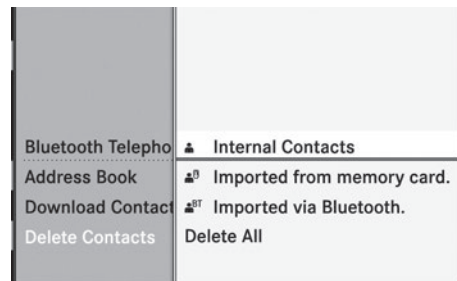 Bluetooth Telepho
Address Book
Download Contact
Delete Contacts
Internal Contacts
Imported from memory card.
BT Imported via Bluetooth.
Delete All